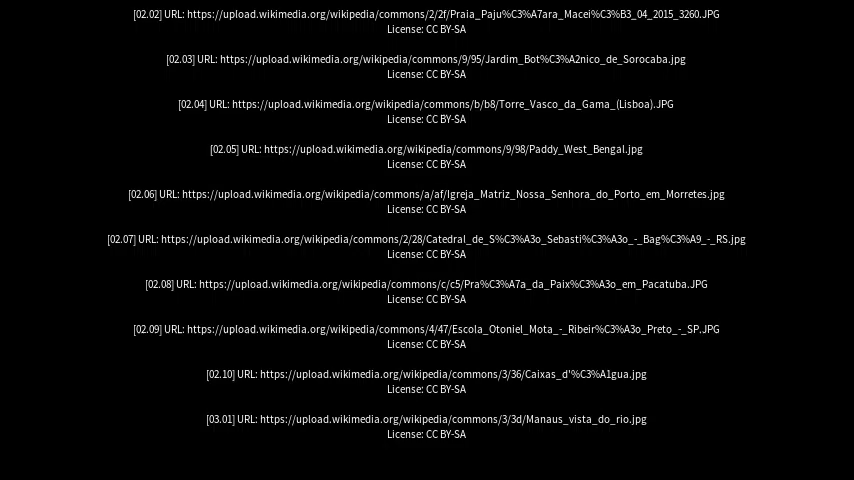 [02.02] URL: https://upload.wikimedia.org/wikipedia/commons/2/2f/Praia_Paju%C3%A7ara_Macei%C3%B3_04_2015_3260.JPG
License: CC BY-SA
[02.03] URL: https://upload.wikimedia.org/wikipedia/commons/9/95/Jardim_Bot%C3%A2nico_de_Sorocaba.jpg
License: CC BY-SA
[02.04] URL: https://upload.wikimedia.org/wikipedia/commons/b/b8/Torre_Vasco_da_Gama_(Lisboa).JPG
License: CC BY-SA
[02.05] URL: https://upload.wikimedia.org/wikipedia/commons/9/98/Paddy_West_Bengal.jpg
License: CC BY-SA
[02.06] URL: https://upload.wikimedia.org/wikipedia/commons/a/af/Igreja_Matriz_Nossa_Senhora_do_Porto_em_Morretes.jpg
License: CC BY-SA
[02.07] URL: https://upload.wikimedia.org/wikipedia/commons/2/28/Catedral_de_S%C3%A3o_Sebasti%C3%A3o_-_Bag%C3%A9_-_RS.jpg
License: CC BY-SA
[02.08] URL: https://upload.wikimedia.org/wikipedia/commons/c/c5/Pra%C3%A7a_da_Paix%C3%A3o_em_Pacatuba.JPG
License: CC BY-SA
[02.09] URL: https://upload.wikimedia.org/wikipedia/commons/4/47/Escola_Otoniel_Mota_-_Ribeir%C3%A3o_Preto_-_SP.JPG
License: CC BY-SA
[02.10] URL: https://upload.wikimedia.org/wikipedia/commons/3/36/Caixas_d'%C3%A1gua.jpg
License: CC BY-SA
[03.01] URL: https://upload.wikimedia.org/wikipedia/commons/3/3d/Manaus_vista_do_rio.jpg
License: CC BY-SA